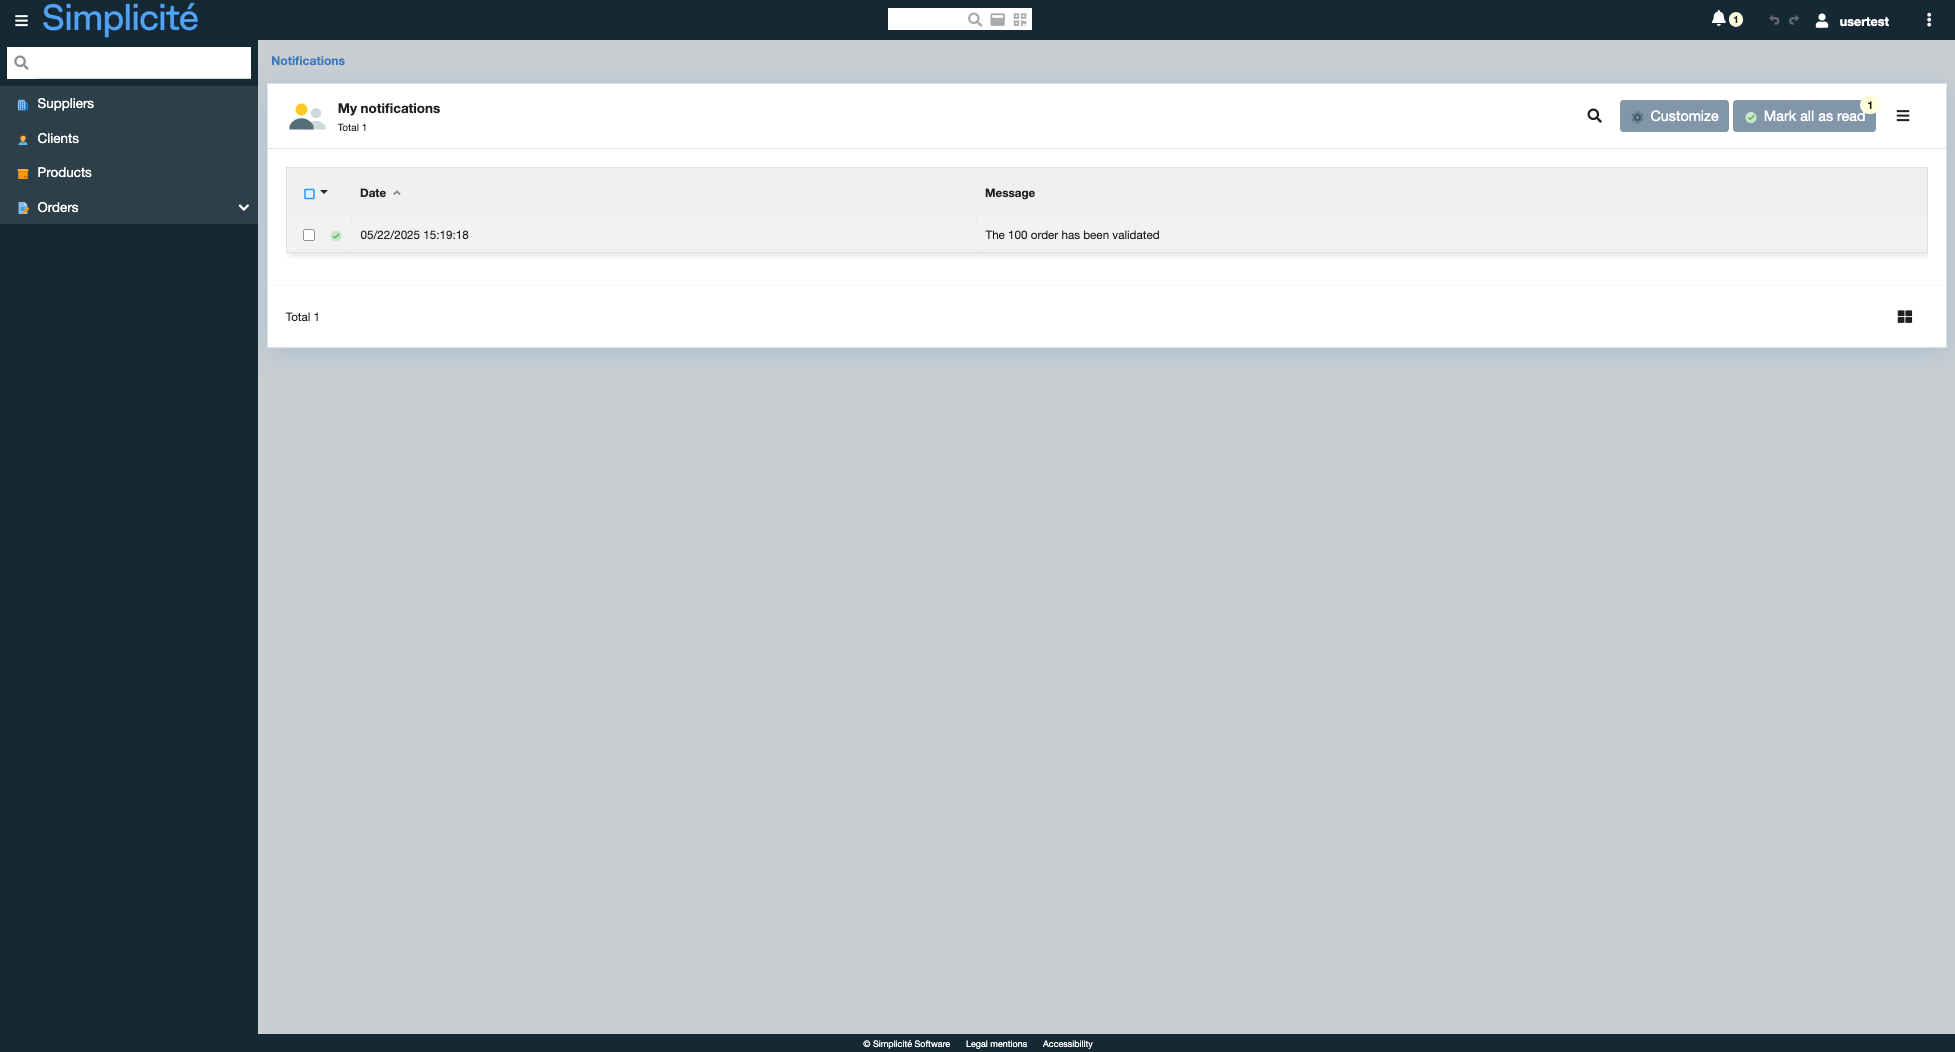 Simplicité
1
usertest
Suppliers
Clients
Products
Orders
Notifications
My notifications
Total 1
Customize
Mark all as read
1
Date
Message
05/22/2025 15:19:18
The 100 order has been validated
Total 1
© Simplicité Software
Legal mentions
Accessibility